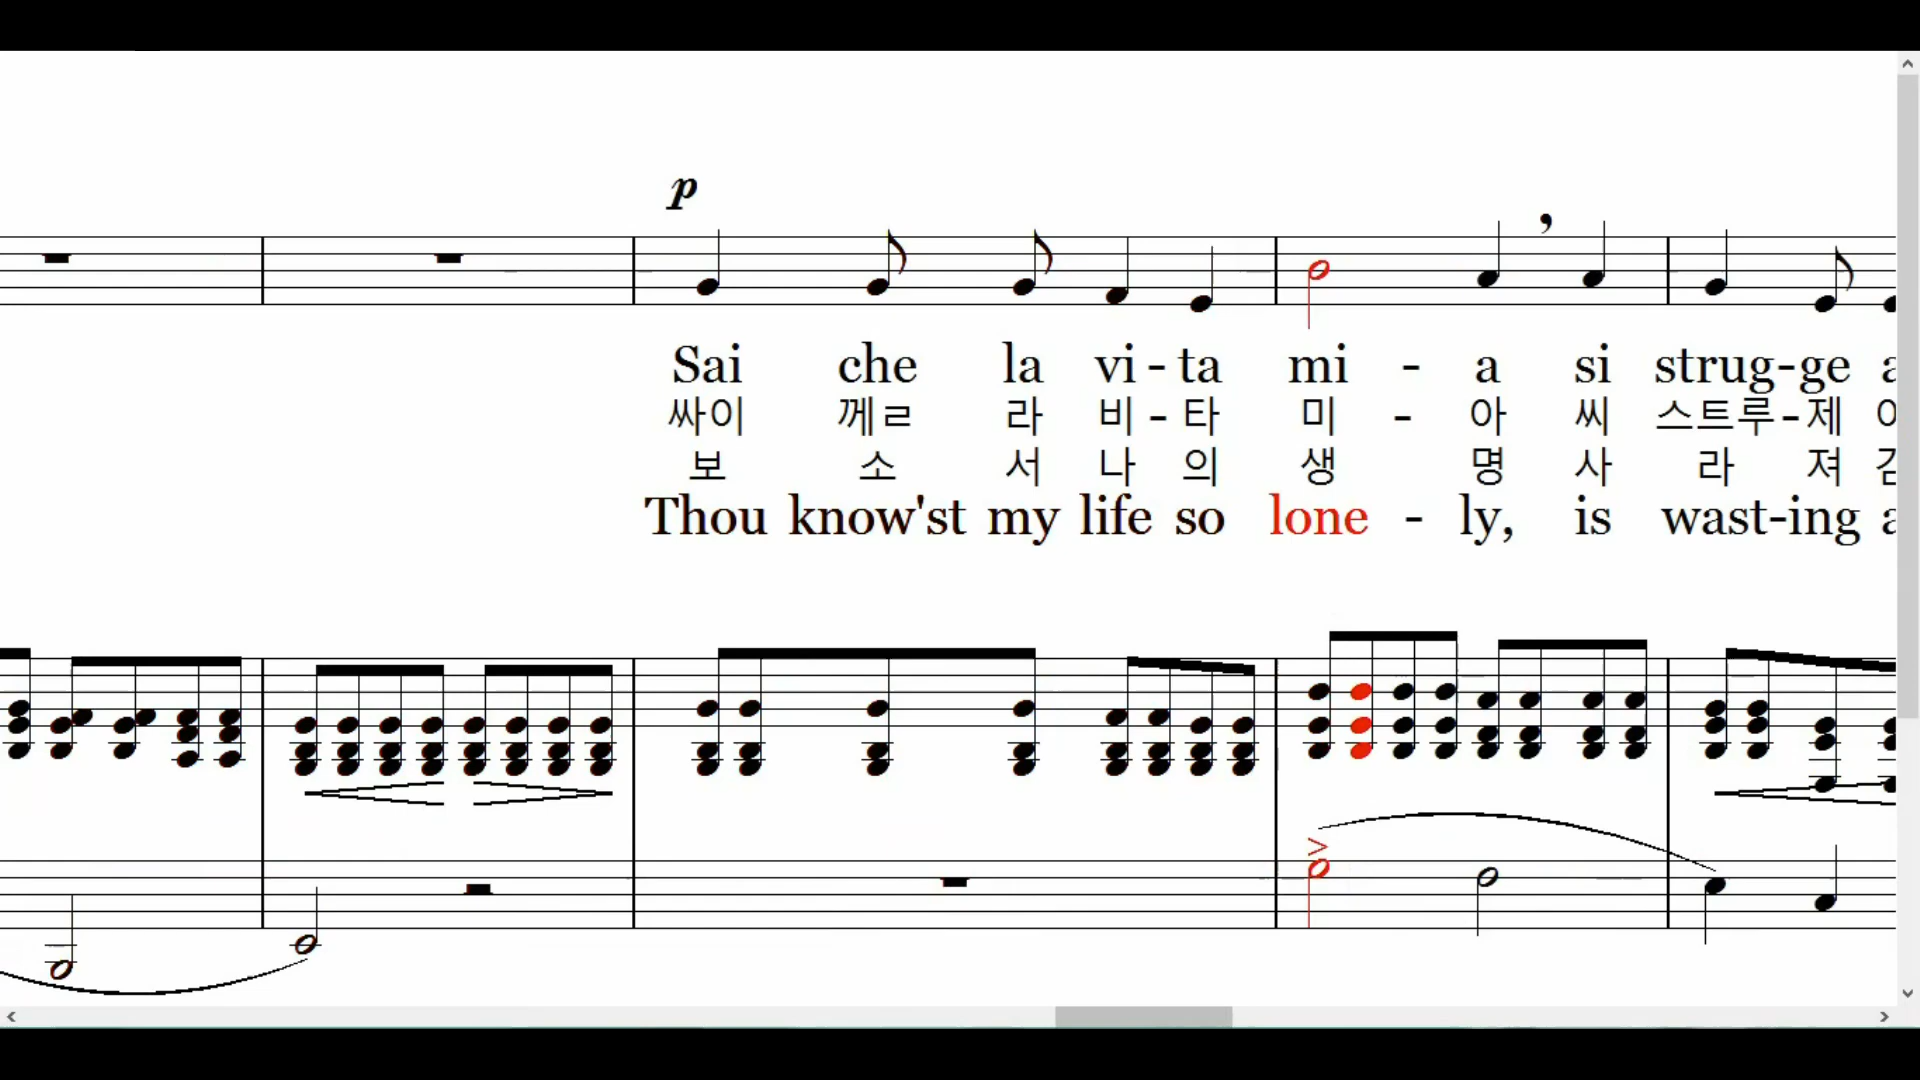 p
Sai che la vi - ta mi - a si strug-ge
싸이 께ㄹ 라 비 - 타 미 - 아 씨 스트루-제
보 소 서 나 의 생 명 사 라 져
Thou know'st my life so lone - ly, is wast-ing